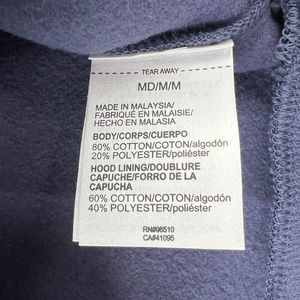 TEAR AWAY
MD/M/M
MADE IN MALAYSIA/
FABRIQUÉ EN MALAISIE/
HECHO EN MALASIA
BODY/CORPS/CUERPO
80% COTTON/COTON/algodón
20% POLYESTER/poliéster
HOOD LINING/DOUBLURE
CAPUCHE/FORRO DE LA
CAPUCHA
60% COTTON/COTON/algodón
40% POLYESTER/poliéster
RN#96510
CA#41095